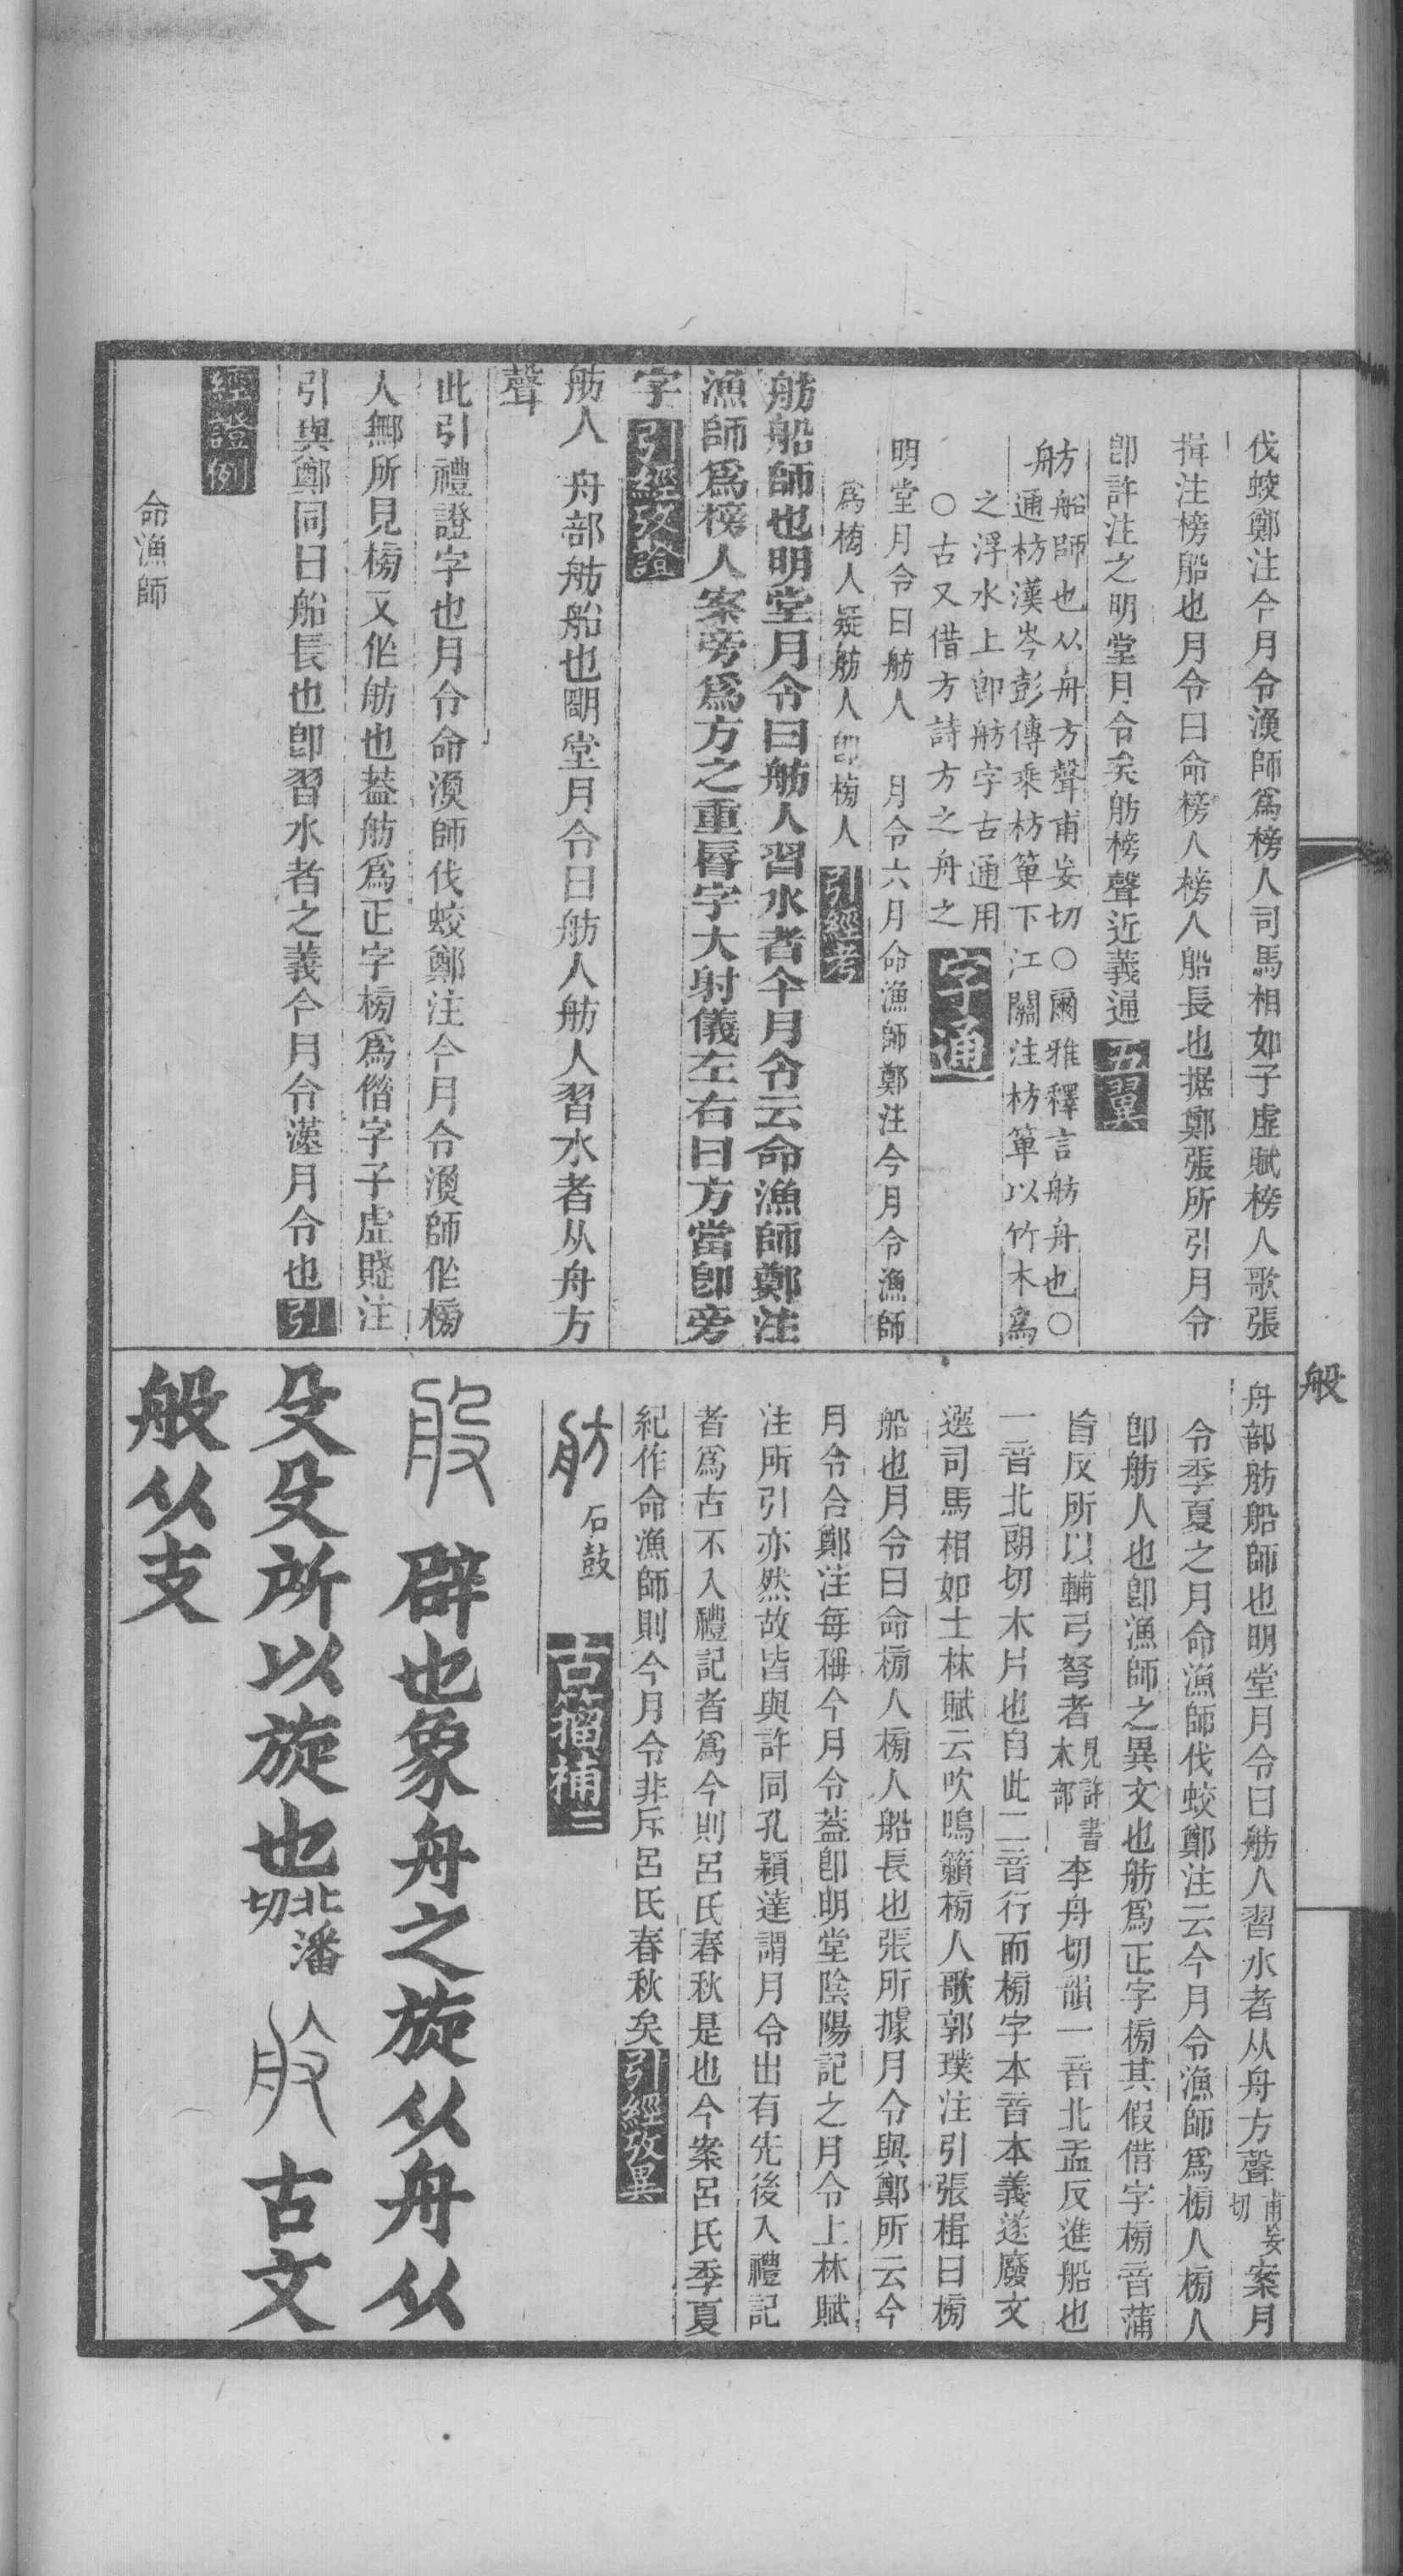 伐蛟鄭注今月令漁師爲榜人司馬相如子虛賦榜人歌張
揖注榜船也月令曰命榜人榜人船長也据鄭張所引月令
卽許注之明堂月令矣舫榜聲近義通 五翼
舫船師也从舟方聲甫妄切○爾雅釋言舫舟也○
通枋漢岑彭傳乘枋箄下江關注枋箄以竹木爲
之浮水上卽舫字古通用
○古又借方詩方之舟之 字通
明堂月令曰舫人 月令六月命漁師鄭注今月令漁師
爲榜人疑舫人卽榜人 引經考
舫船師也明堂月令曰舫人習水者今月令云命漁師鄭注
漁師爲榜人案旁爲方之重脣字大射儀左右曰方當卽旁
字 引經攷證
舫人 舟部舫船也朙堂月令曰舫人舫人習水者从舟方
聲
此引禮證字也月令命漁師伐蛟鄭注今月令漁師作榜
人鄦所見榜又作舫也蓋舫爲正字榜爲借字子虛賦注
引與鄭同曰船長也卽習水者之義今月令漢月令也 引
經證例
命漁師
般
舟部舫船師也明堂月令曰舫人習水者从舟方聲甫妄切案月
令季夏之月命漁師伐蛟鄭注云今月令漁師爲榜人榜人
卽舫人也卽漁師之異文也舫爲正字榜其假借字榜音蒲
盲反所以輔弓弩者見許書木部李舟切韻一音北孟反進船也
一音北朗切木片也自此二音行而榜字本音本義遂廢文
選司馬相如上林賦云吹鳴籟榜人歌郭璞注引張揖曰榜
船也月令曰命榜人榜人船長也張所據月令與鄭所云今
月令合鄭注每稱今月令蓋卽明堂陰陽記之月令上林賦
注所引亦然故皆與許同孔穎達謂月令出有先後入禮記
者爲古不入禮記者爲今則呂氏春秋是也今案呂氏季夏
紀作命漁師則今月令非斥呂氏春秋矣 引經攷異
舫 石鼓 古籀補二
般 辟也象舟之旋从舟从
殳殳所以旋也北潘切 古文
般从支